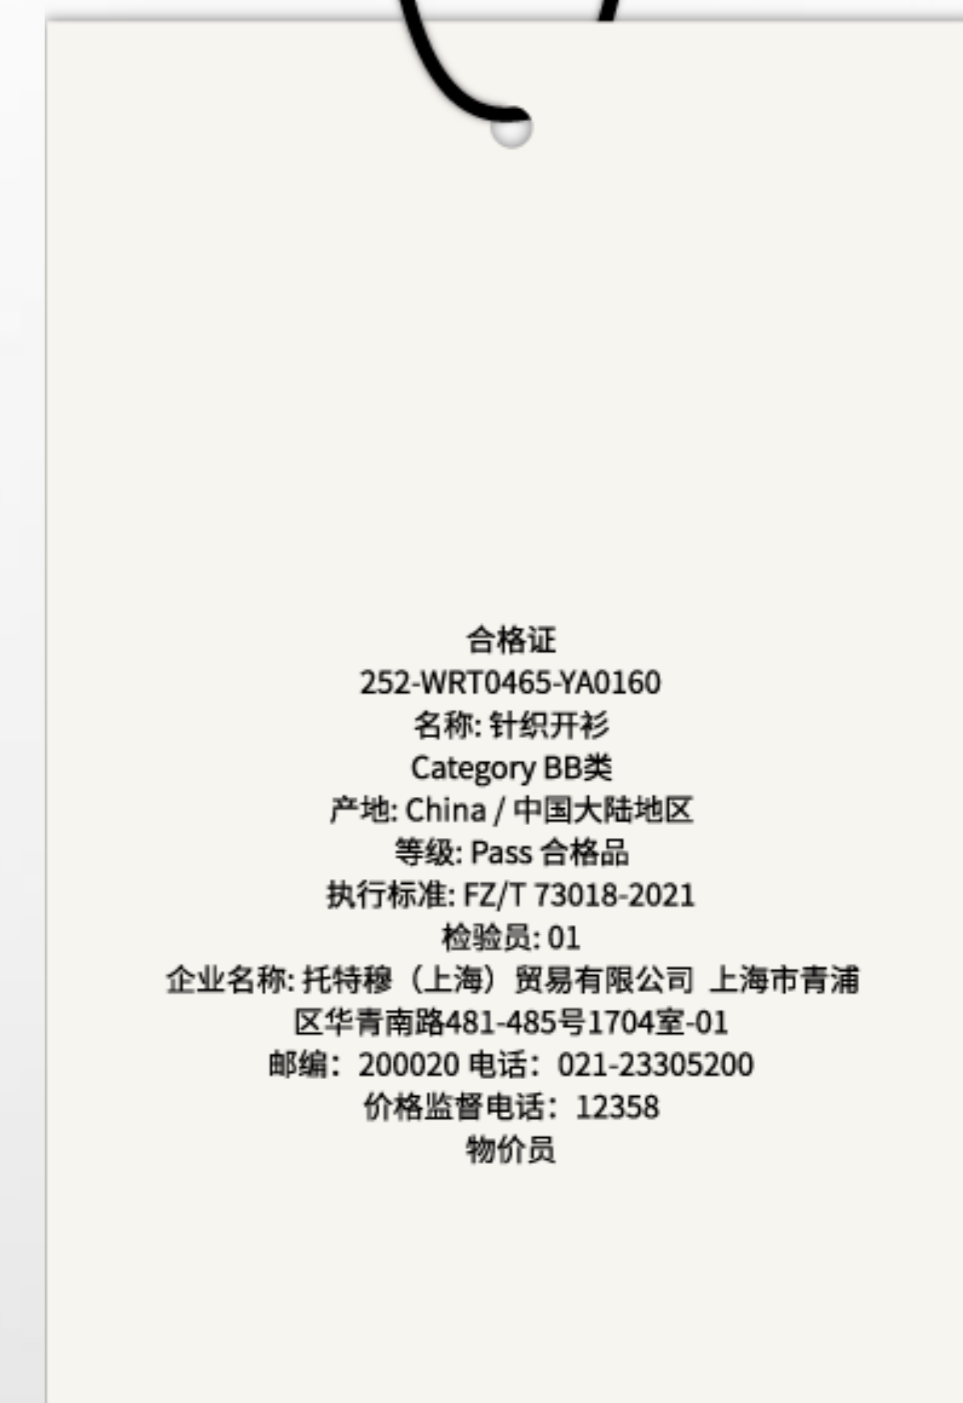 合格证
252-WRT0465-YA0160
名称: 针织开衫
Category BB类
产地: China / 中国大陆地区
等级: Pass 合格品
执行标准: FZ/T 73018-2021
检验员: 01
企业名称: 托特穆（上海）贸易有限公司 上海市青浦
区华青南路481-485号1704室-01
邮编：200020 电话：021-23305200
价格监督电话：12358
物价员